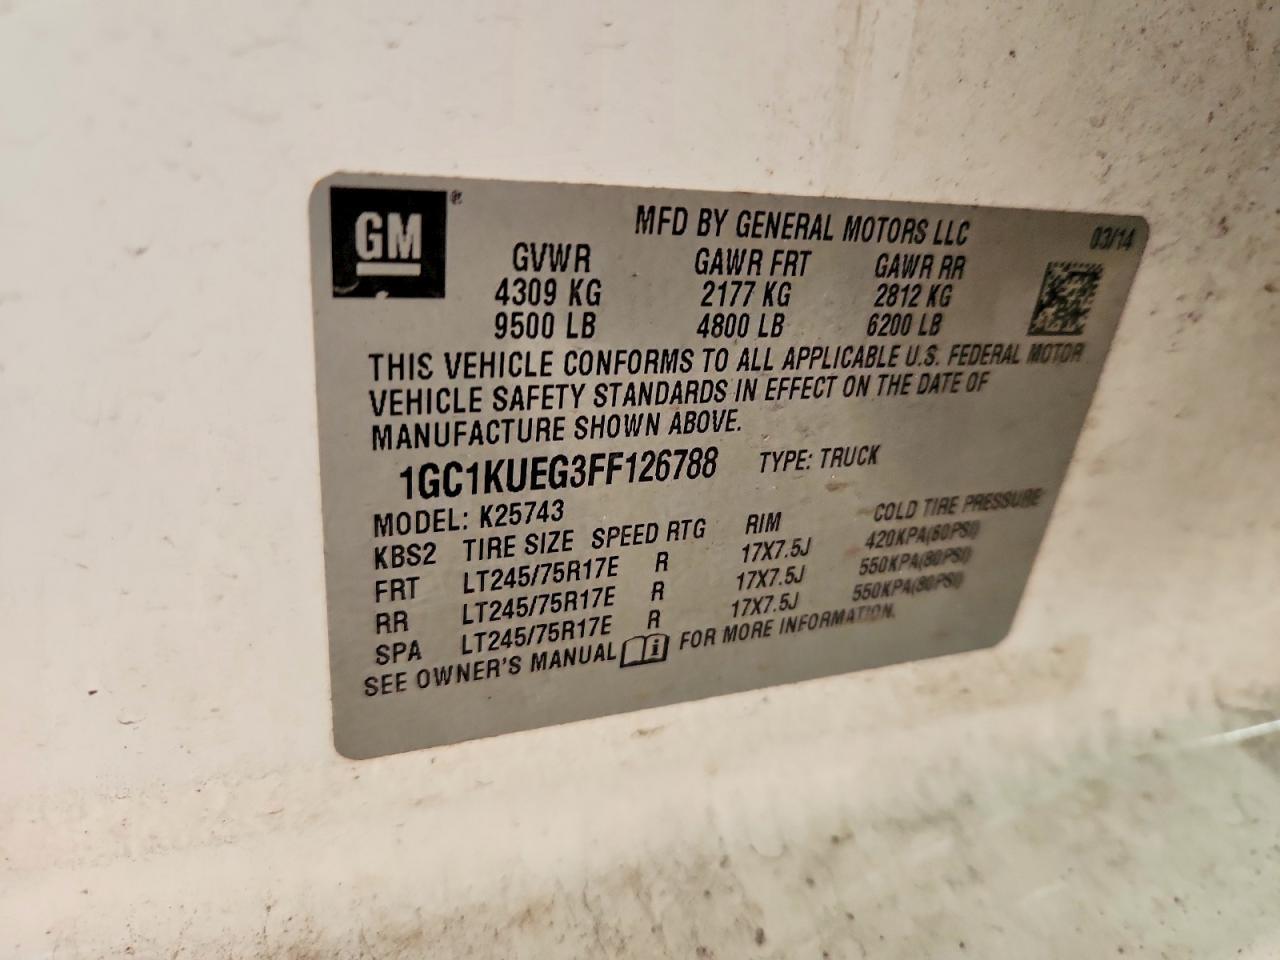 GM ®
MFD BY GENERAL MOTORS LLC 03/14
GVWR GAWR FRT GAWR RR
4309 KG 2177 KG 2812 KG
9500 LB 4800 LB 6200 LB
THIS VEHICLE CONFORMS TO ALL APPLICABLE U.S. FEDERAL MOTOR
VEHICLE SAFETY STANDARDS IN EFFECT ON THE DATE OF
MANUFACTURE SHOWN ABOVE.
1GC1KUEG3FF126788 TYPE: TRUCK
MODEL: K25743
KBS2 TIRE SIZE SPEED RTG RIM COLD TIRE PRESSURE
FRT LT245/75R17E R 17X7.5J 420KPA(60PSI)
RR LT245/75R17E R 17X7.5J 550KPA(80PSI)
SPA LT245/75R17E R 17X7.5J 550KPA(80PSI)
SEE OWNER'S MANUAL FOR MORE INFORMATION.